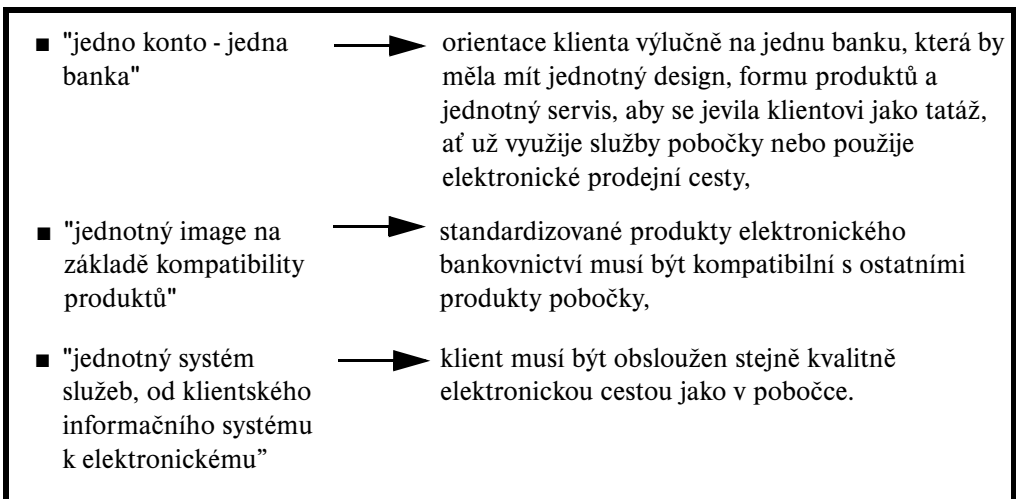 ■ "jedno konto - jedna
banka"
orientace klienta výlučně na jednu banku, která by
měla mít jednotný design, formu produktů a
jednotný servis, aby se jevila klientovi jako tatáž,
ať už využije služby pobočky nebo použije
elektronické prodejní cesty,
■ "jednotný image na
základě kompatibility
produktů"
standardizované produkty elektronického
bankovnictví musí být kompatibilní s ostatními
produkty pobočky,
■ "jednotný systém
služeb, od klientského
informačního systému
k elektronickému”
klient musí být obsloužen stejně kvalitně
elektronickou cestou jako v pobočce.